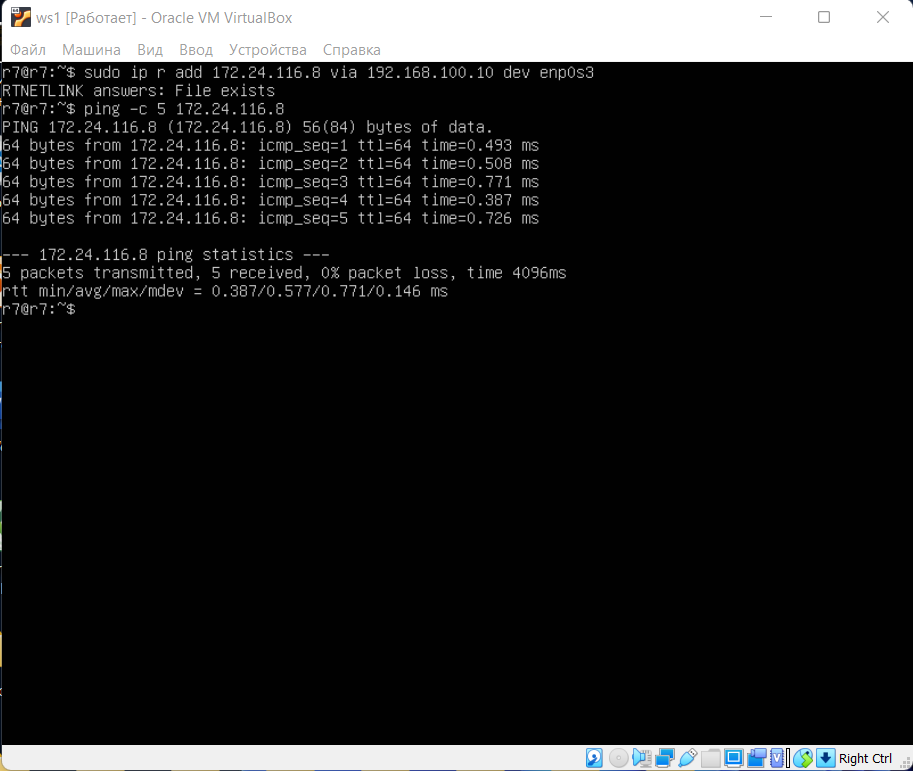 ws1 [Работает] - Oracle VM VirtualBox
Файл Машина Вид Ввод Устройства Справка
r7@r7:~$ sudo ip r add 172.24.116.8 via 192.168.100.10 dev enp0s3
RTNETLINK answers: File exists
r7@r7:~$ ping -c 5 172.24.116.8
PING 172.24.116.8 (172.24.116.8) 56(84) bytes of data.
64 bytes from 172.24.116.8: icmp_seq=1 ttl=64 time=0.493 ms
64 bytes from 172.24.116.8: icmp_seq=2 ttl=64 time=0.508 ms
64 bytes from 172.24.116.8: icmp_seq=3 ttl=64 time=0.771 ms
64 bytes from 172.24.116.8: icmp_seq=4 ttl=64 time=0.387 ms
64 bytes from 172.24.116.8: icmp_seq=5 ttl=64 time=0.726 ms
--- 172.24.116.8 ping statistics ---
5 packets transmitted, 5 received, 0% packet loss, time 4096ms
rtt min/avg/max/mdev = 0.387/0.577/0.771/0.146 ms
r7@r7:~$
Right Ctrl